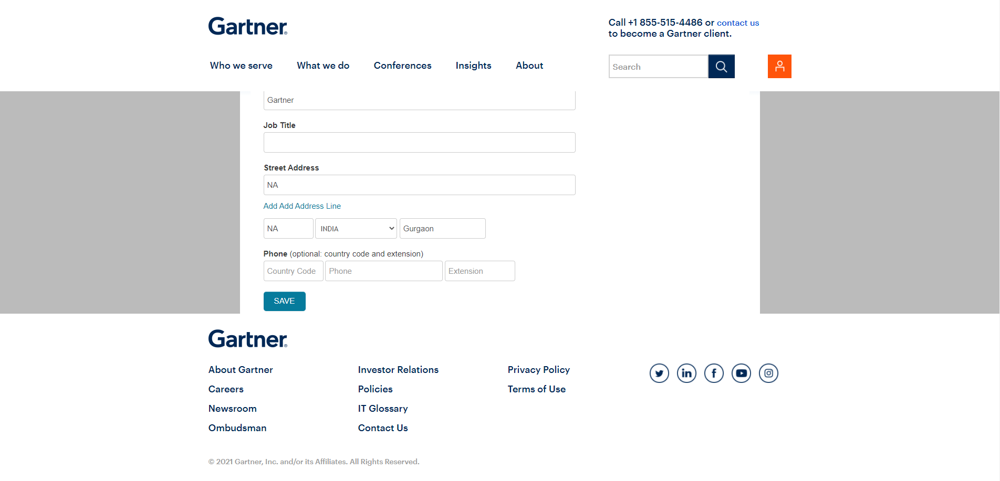 Gartner®
Call +1 855-515-4486 or contact us
to become a Gartner client.
Who we serve What we do Conferences Insights About
Search
Gartner
Job Title
Street Address
NA
Add Add Address Line
NA INDIA Gurgaon
Phone (optional: country code and extension)
Country Code Phone Extension
SAVE
Gartner®
About Gartner Investor Relations Privacy Policy
Careers Policies Terms of Use
Newsroom IT Glossary
Ombudsman Contact Us
© 2021 Gartner, Inc. and/or its Affiliates. All Rights Reserved.